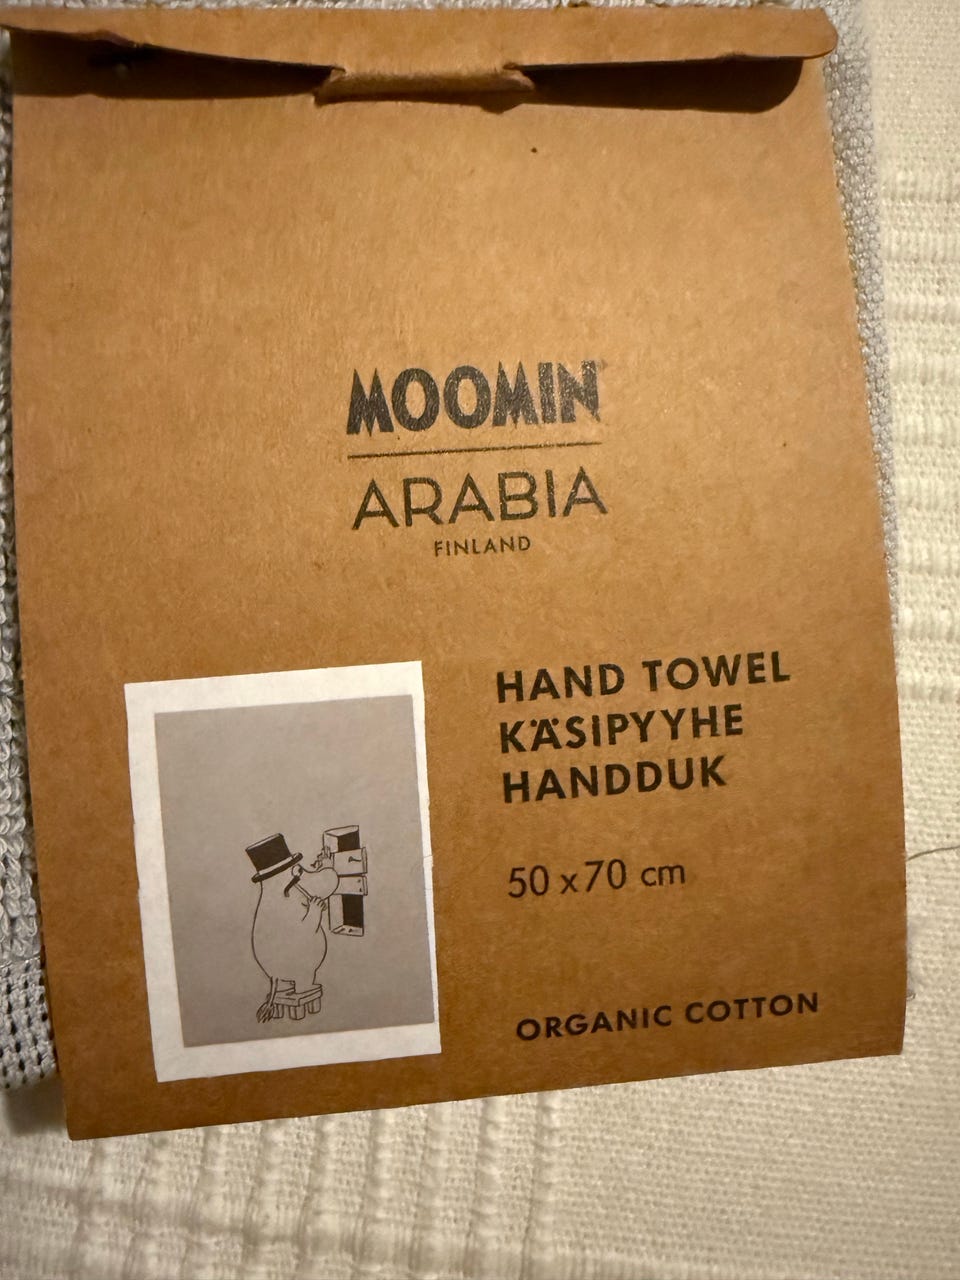 MOOMIN
ARABIA
FINLAND
HAND TOWEL
KÄSIPYYHE
HANDDUK
50 x 70 cm
ORGANIC COTTON